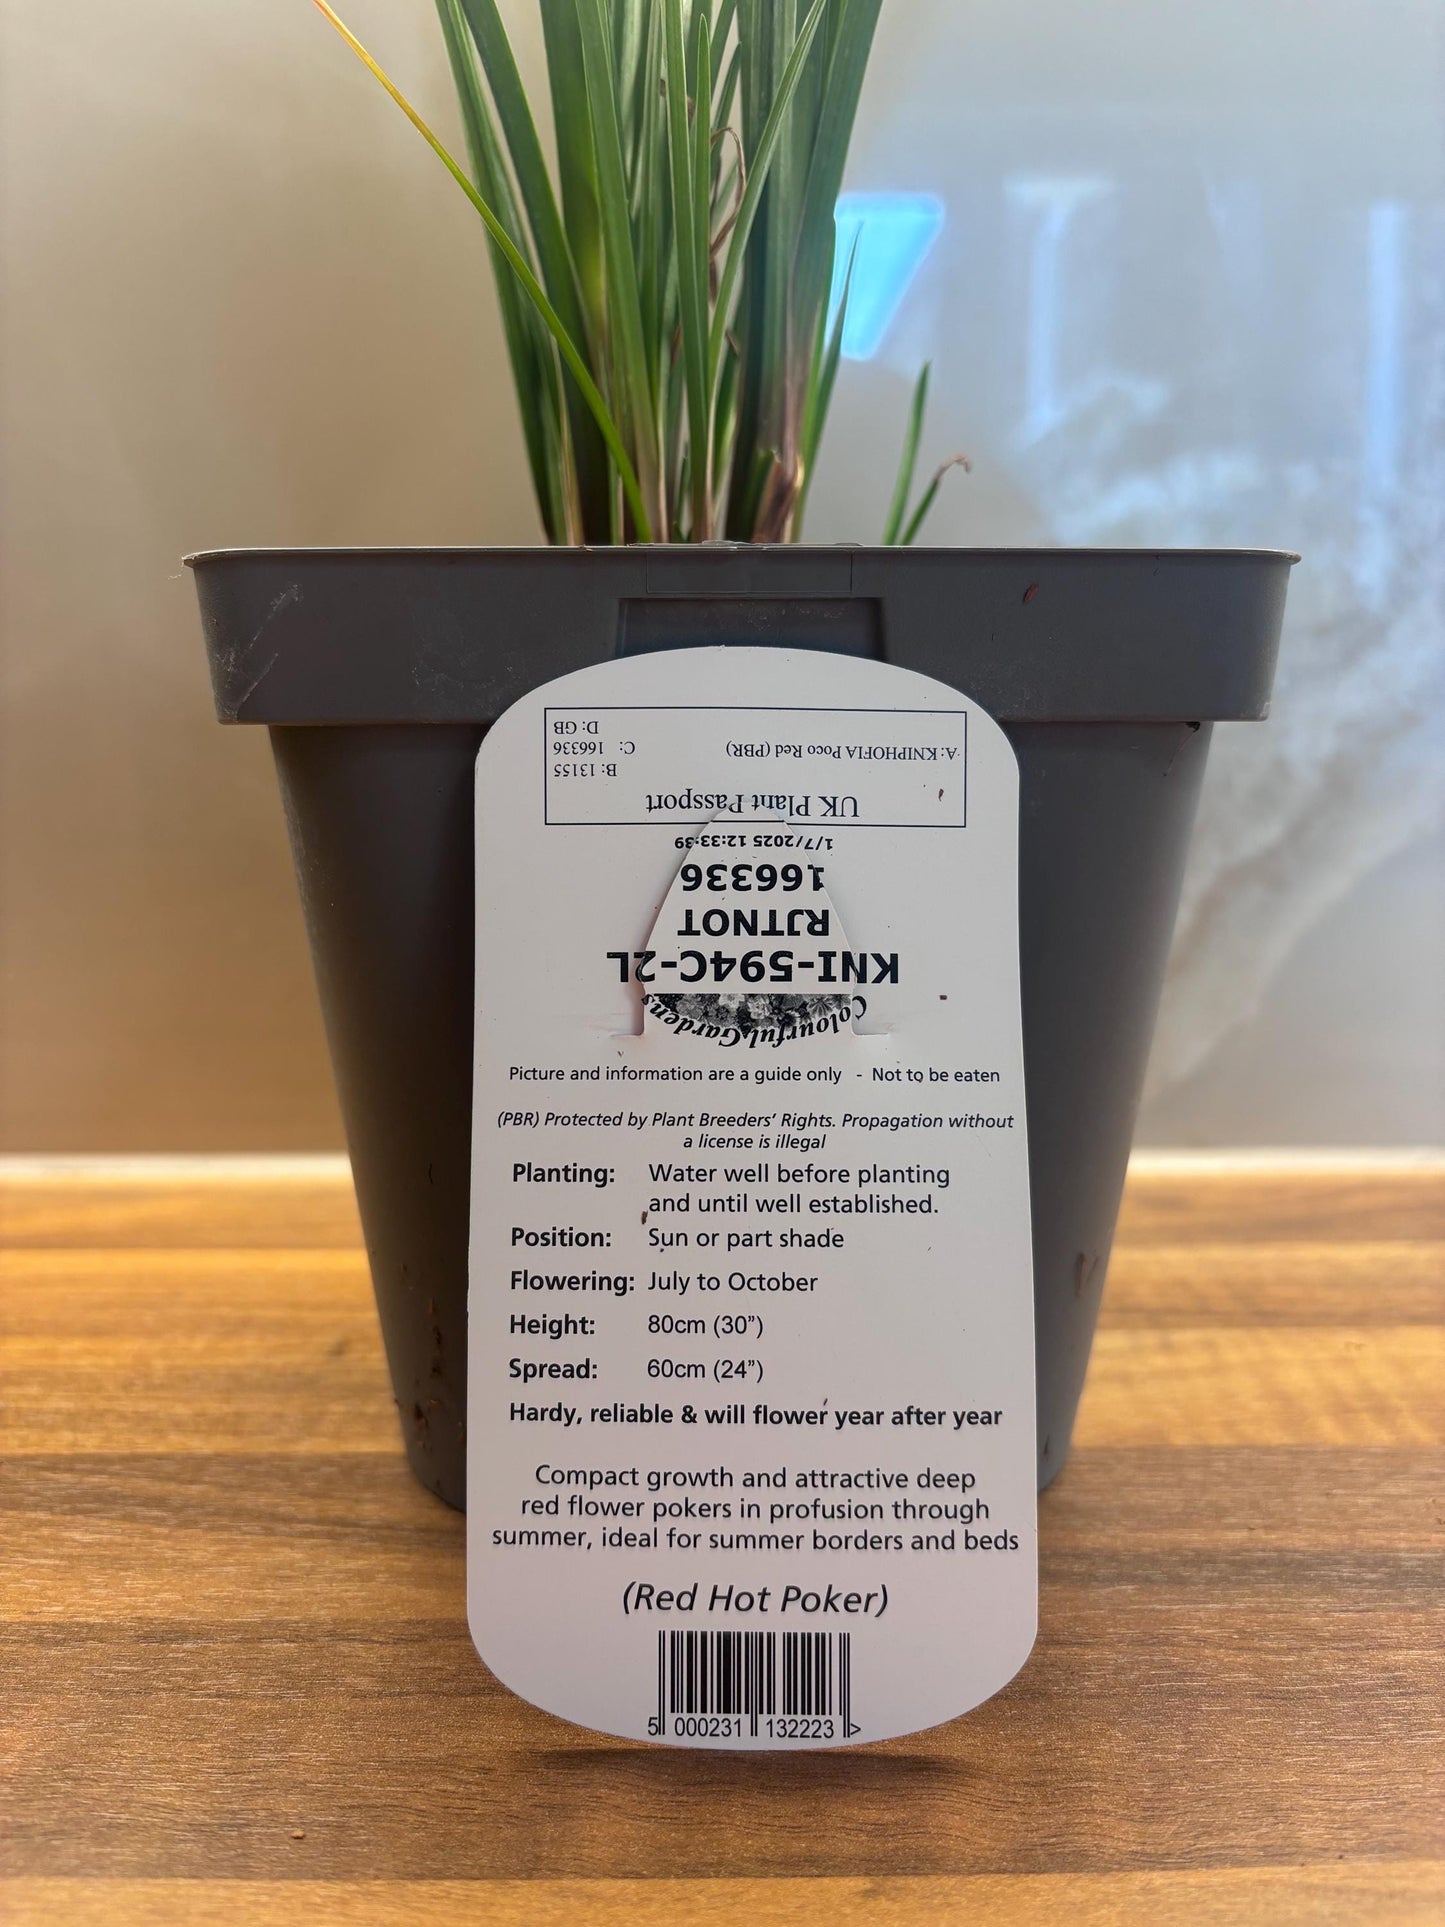 A: KNIPHOFIA Poco Red (PBR)
B: 13155
C: 166336
D: GB
UK Plant Passport
1/7/2025 12:33:39
166336
RJTNOT
KNI-594C-2L
Colourful Gardens
Picture and information are a guide only - Not to be eaten
(PBR) Protected by Plant Breeders’ Rights. Propagation without
a license is illegal
Planting: Water well before planting
and until well established.
Position: Sun or part shade
Flowering: July to October
Height: 80cm (30”)
Spread: 60cm (24”)
Hardy, reliable & will flower year after year
Compact growth and attractive deep
red flower pokers in profusion through
summer, ideal for summer borders and beds
(Red Hot Poker)
5 000231 132223 >